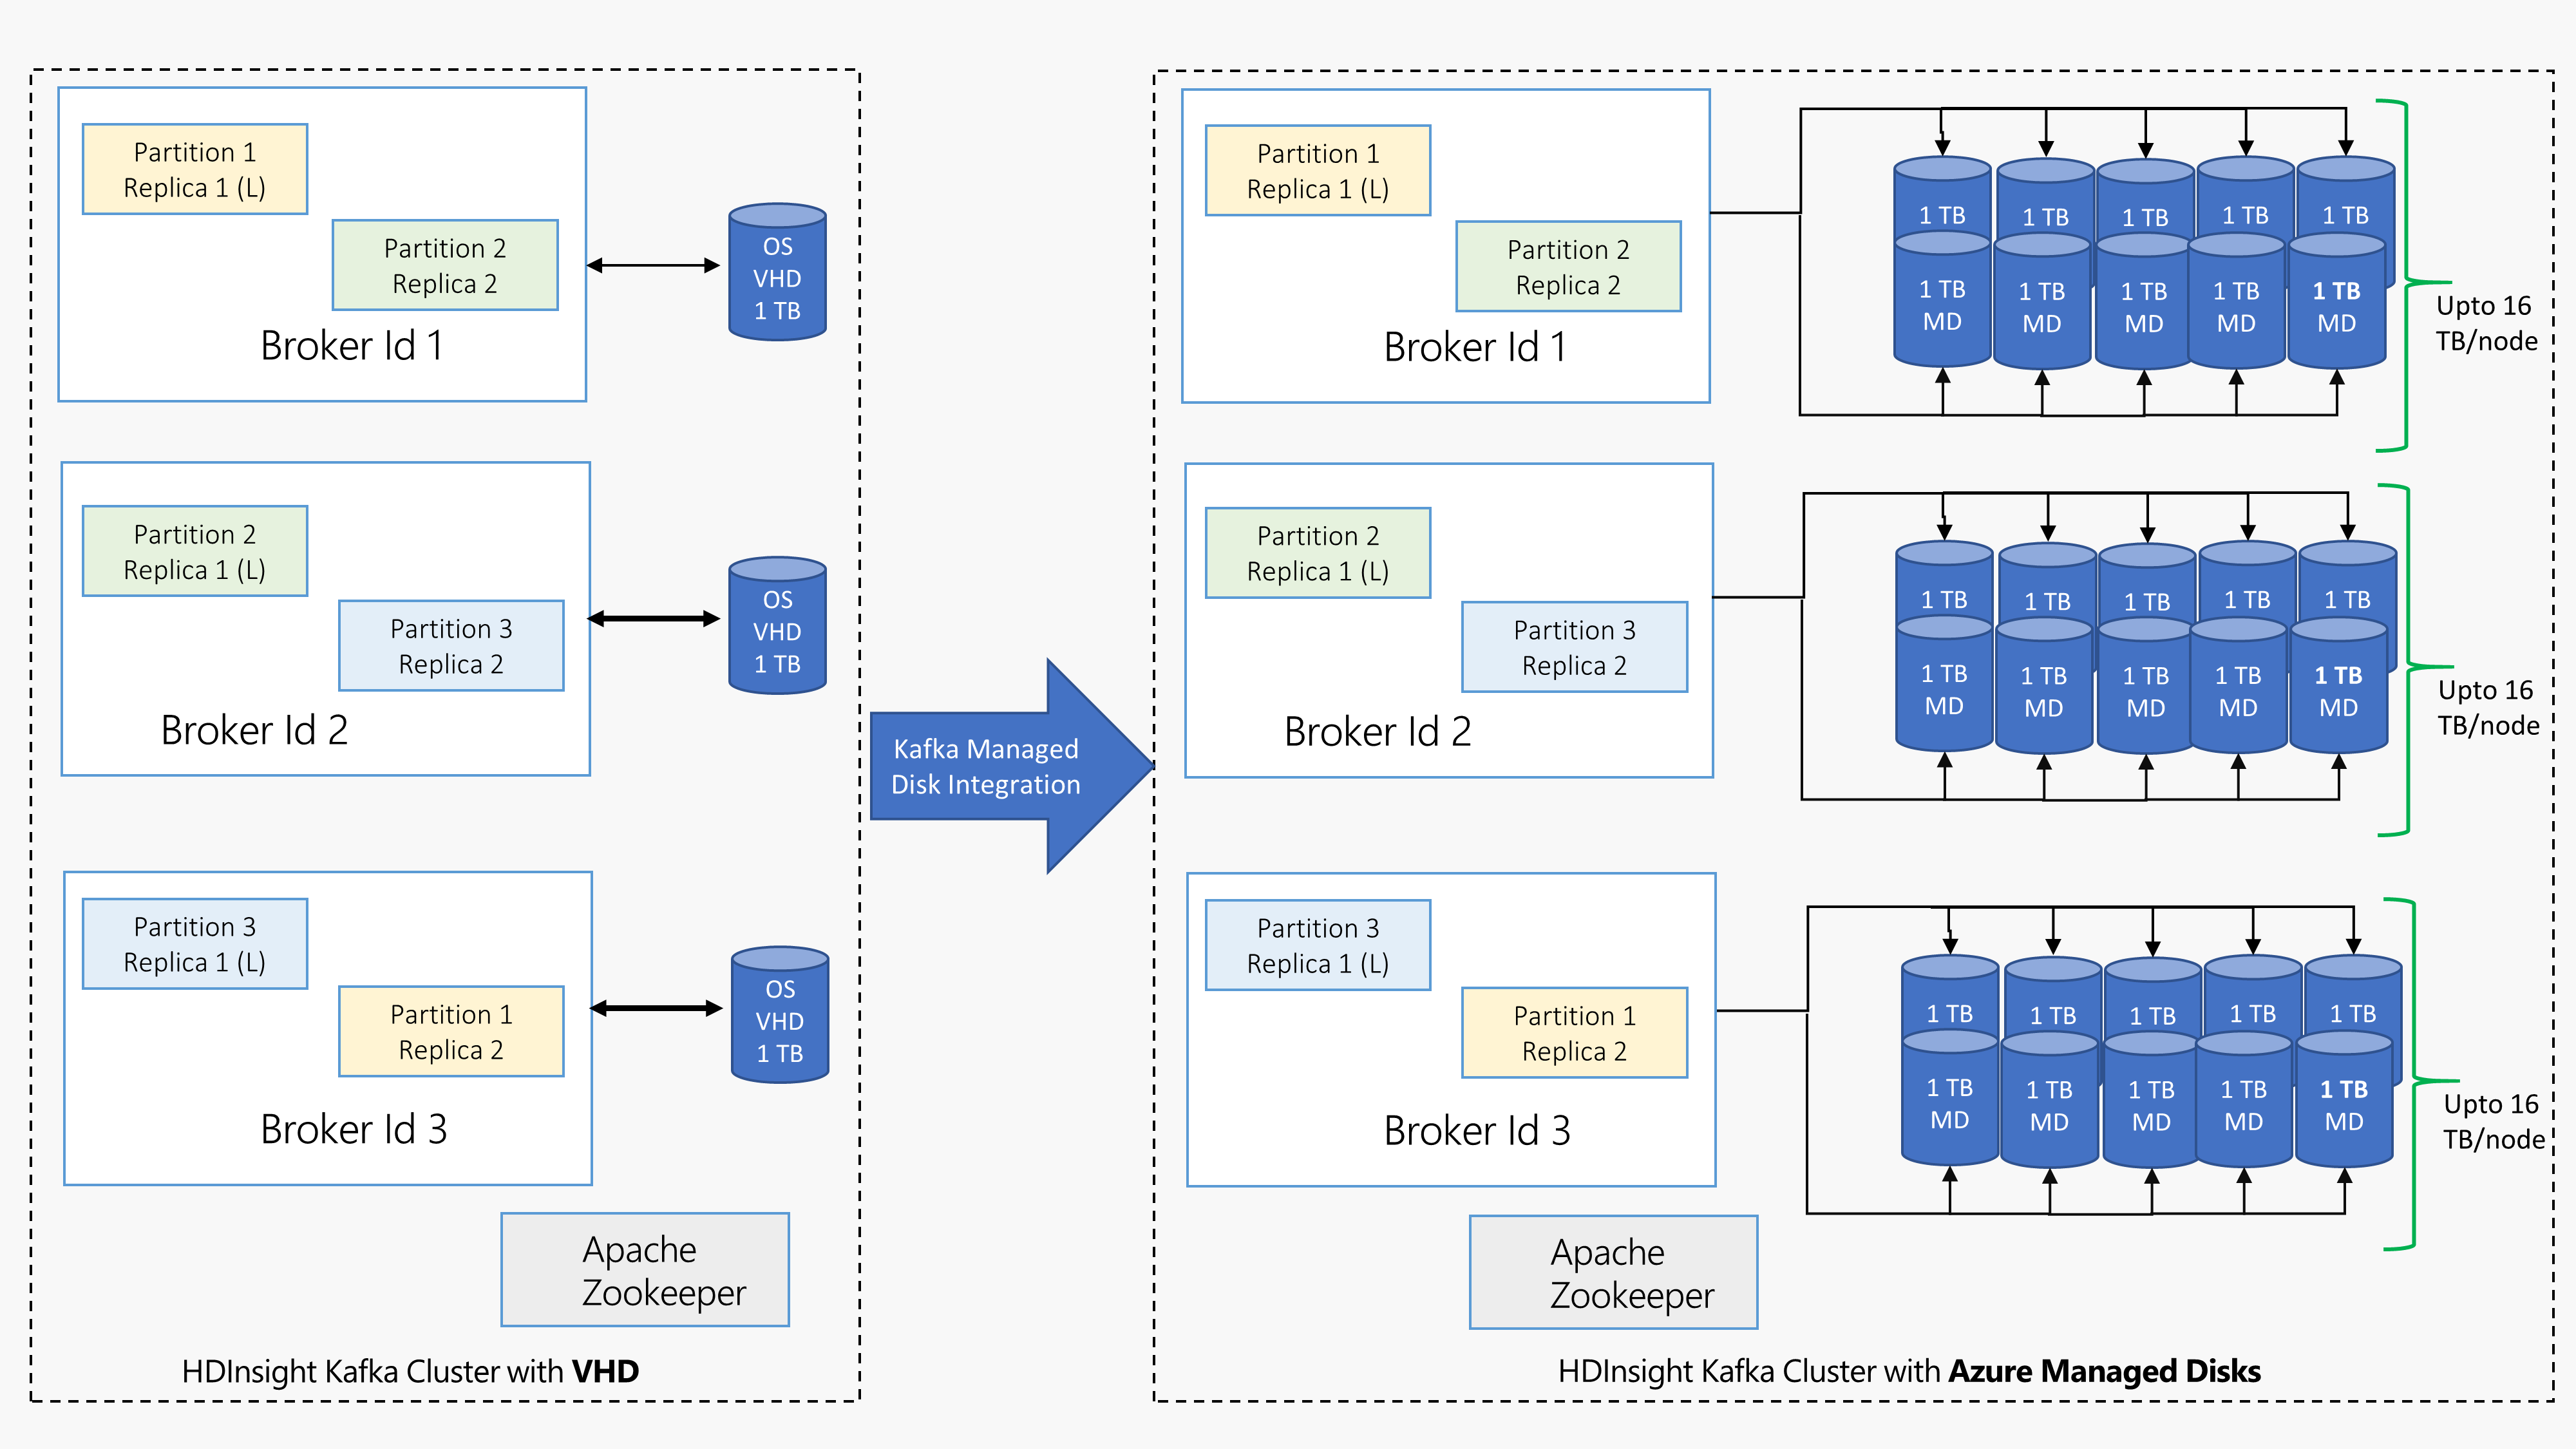 Partition 1
Replica 1 (L)
Partition 2
Replica 2
Broker Id 1
OS
VHD
1 TB
Partition 2
Replica 1 (L)
Partition 3
Replica 2
Broker Id 2
OS
VHD
1 TB
Partition 3
Replica 1 (L)
Partition 1
Replica 2
Broker Id 3
OS
VHD
1 TB
Apache
Zookeeper
HDInsight Kafka Cluster with VHD
Kafka Managed
Disk Integration
Partition 1
Replica 1 (L)
Partition 2
Replica 2
Broker Id 1
1 TB 1 TB 1 TB 1 TB 1 TB
1 TB 1 TB 1 TB 1 TB 1 TB
MD MD MD MD MD
Upto 16
TB/node
Partition 2
Replica 1 (L)
Partition 3
Replica 2
Broker Id 2
1 TB 1 TB 1 TB 1 TB 1 TB
1 TB 1 TB 1 TB 1 TB 1 TB
MD MD MD MD MD
Upto 16
TB/node
Partition 3
Replica 1 (L)
Partition 1
Replica 2
Broker Id 3
1 TB 1 TB 1 TB 1 TB 1 TB
1 TB 1 TB 1 TB 1 TB 1 TB
MD MD MD MD MD
Upto 16
TB/node
Apache
Zookeeper
HDInsight Kafka Cluster with Azure Managed Disks